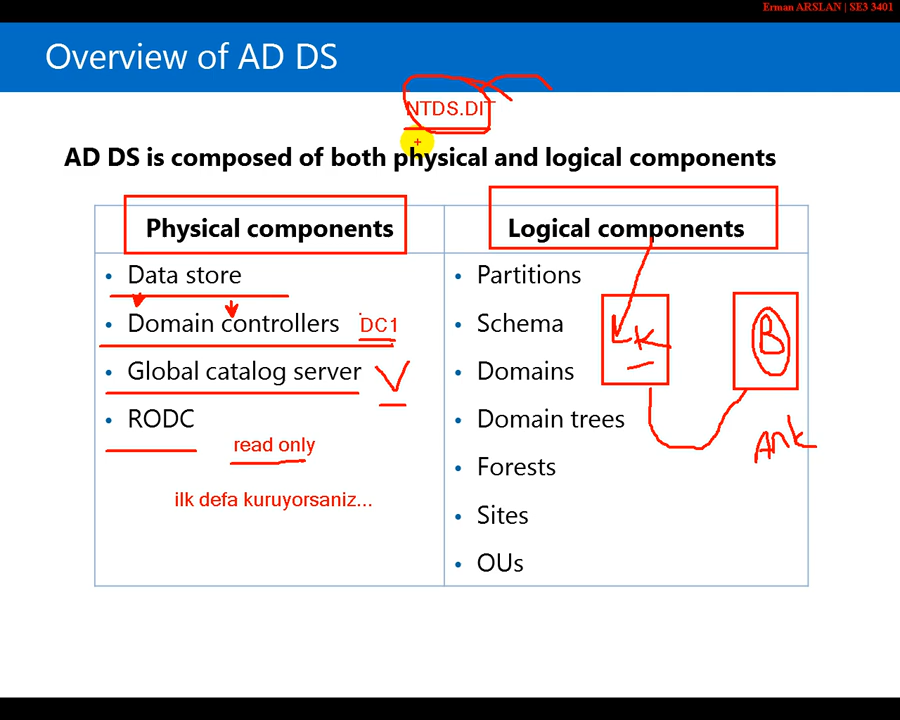 Erman ARSLAN | SE3 3401
Overview of AD DS
NTDS.DIT
AD DS is composed of both physical and logical components
Physical components
• Data store
• Domain controllers DC1
• Global catalog server
• RODC
read only
ilk defa kuruyorsaniz...
Logical components
• Partitions
• Schema
• Domains
• Domain trees
• Forests
• Sites
• OUs
B
Ank